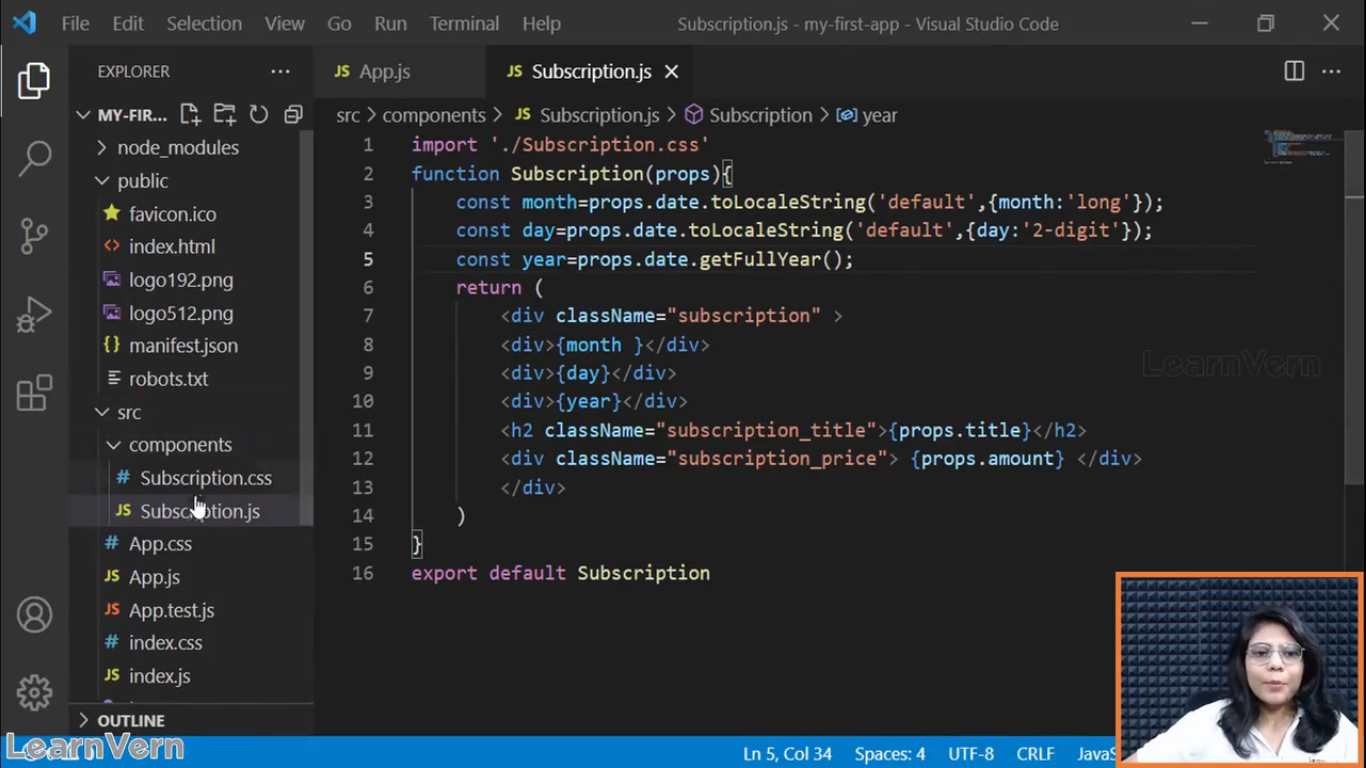 File Edit Selection View Go Run Terminal Help Subscription.js - my-first-app - Visual Studio Code
EXPLORER
MY-FIR...
node_modules
public
favicon.ico
index.html
logo192.png
logo512.png
manifest.json
robots.txt
src
components
Subscription.css
JS Subscription.js
App.css
JS App.js
JS App.test.js
index.css
JS index.js
OUTLINE
JS App.js
JS Subscription.js
src > components > JS Subscription.js > Subscription > year
1 import './Subscription.css'
2 function Subscription(props){
3 const month=props.date.toLocaleString('default',{month:'long'});
4 const day=props.date.toLocaleString('default',{day:'2-digit'});
5 const year=props.date.getFullYear();
6 return (
7 <div className="subscription" >
8 <div>{month }</div>
9 <div>{day}</div>
10 <div>{year}</div>
11 <h2 className="subscription_title">{props.title}</h2>
12 <div className="subscription_price"> {props.amount} </div>
13 </div>
14 )
15 }
16 export default Subscription
LearnVern
LearnVern
Ln 5, Col 34 Spaces: 4 UTF-8 CRLF JavaS